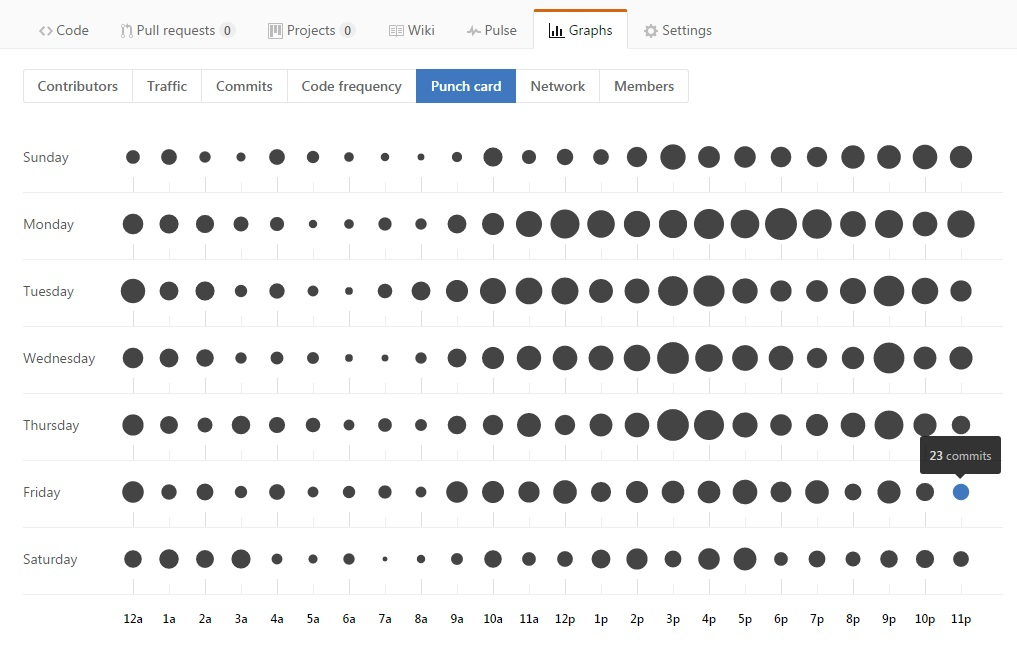 Code Pull requests 0 Projects 0 Wiki Pulse Graphs Settings
Contributors Traffic Commits Code frequency Punch card Network Members
Sunday
Monday
Tuesday
Wednesday
Thursday
23 commits
Friday
Saturday
12a 1a 2a 3a 4a 5a 6a 7a 8a 9a 10a 11a 12p 1p 2p 3p 4p 5p 6p 7p 8p 9p 10p 11p